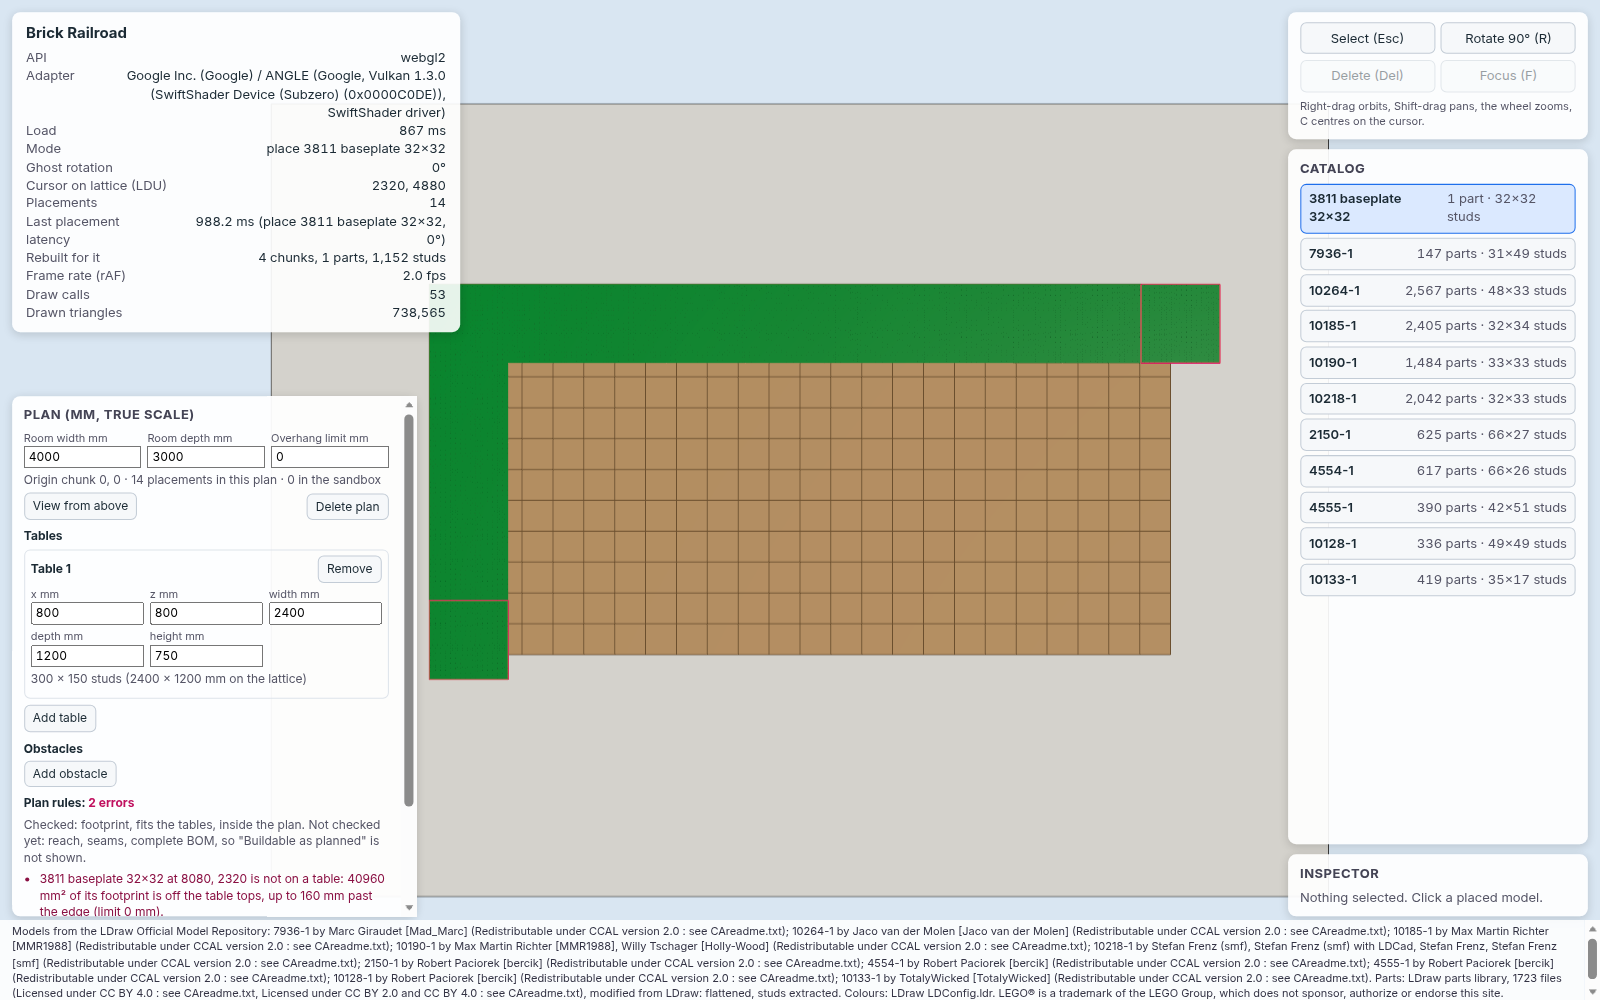 Brick Railroad
API webgl2
Adapter Google Inc. (Google) / ANGLE (Google, Vulkan 1.3.0
(SwiftShader Device (Subzero) (0x0000C0DE)),
SwiftShader driver)
Load 867 ms
Mode place 3811 baseplate 32×32
Ghost rotation 0°
Cursor on lattice (LDU) 2320, 4880
Placements 14
Last placement 988.2 ms (place 3811 baseplate 32×32,
latency 0°)
Rebuilt for it 4 chunks, 1 parts, 1,152 studs
Frame rate (rAF) 2.0 fps
Draw calls 53
Drawn triangles 738,565
PLAN (MM, TRUE SCALE)
Room width mm Room depth mm Overhang limit mm
4000 3000 0
Origin chunk 0, 0 · 14 placements in this plan · 0 in the sandbox
View from above Delete plan
Tables
Table 1 Remove
x mm z mm width mm
800 800 2400
depth mm height mm
1200 750
300 × 150 studs (2400 × 1200 mm on the lattice)
Add table
Obstacles
Add obstacle
Plan rules: 2 errors
Checked: footprint, fits the tables, inside the plan. Not checked
yet: reach, seams, complete BOM, so "Buildable as planned" is
not shown.
• 3811 baseplate 32×32 at 8080, 2320 is not on a table: 40960
mm² of its footprint is off the table tops, up to 160 mm past
the edge (limit 0 mm).
Select (Esc) Rotate 90° (R)
Delete (Del) Focus (F)
Right-drag orbits, Shift-drag pans, the wheel zooms,
C centres on the cursor.
CATALOG
3811 baseplate 1 part · 32×32
32×32 studs
7936-1 147 parts · 31×49 studs
10264-1 2,567 parts · 48×33 studs
10185-1 2,405 parts · 32×34 studs
10190-1 1,484 parts · 33×33 studs
10218-1 2,042 parts · 32×33 studs
2150-1 625 parts · 66×27 studs
4554-1 617 parts · 66×26 studs
4555-1 390 parts · 42×51 studs
10128-1 336 parts · 49×49 studs
10133-1 419 parts · 35×17 studs
INSPECTOR
Nothing selected. Click a placed model.
Models from the LDraw Official Model Repository: 7936-1 by Marc Giraudet [Mad_Marc] (Redistributable under CCAL version 2.0 : see CAreadme.txt); 10264-1 by Jaco van der Molen [Jaco van der Molen] (Redistributable under CCAL version 2.0 : see CAreadme.txt); 10185-1 by Max Martin Richter
[MMR1988] (Redistributable under CCAL version 2.0 : see CAreadme.txt); 10190-1 by Max Martin Richter [MMR1988], Willy Tschager [Holly-Wood] (Redistributable under CCAL version 2.0 : see CAreadme.txt); 10218-1 by Stefan Frenz (smf), Stefan Frenz (smf) with LDCad, Stefan Frenz, Stefan Frenz
[smf] (Redistributable under CCAL version 2.0 : see CAreadme.txt); 2150-1 by Robert Paciorek [bercik] (Redistributable under CCAL version 2.0 : see CAreadme.txt); 4554-1 by Robert Paciorek [bercik] (Redistributable under CCAL version 2.0 : see CAreadme.txt); 4555-1 by Robert Paciorek [bercik]
(Redistributable under CCAL version 2.0 : see CAreadme.txt); 10128-1 by Robert Paciorek [bercik] (Redistributable under CCAL version 2.0 : see CAreadme.txt); 10133-1 by TotalyWicked [TotalyWicked] (Redistributable under CCAL version 2.0 : see CAreadme.txt). Parts: LDraw parts library, 1723 files
(Licensed under CC BY 4.0 : see CAreadme.txt, Licensed under CC BY 2.0 and CC BY 4.0 : see CAreadme.txt), modified from LDraw: flattened, studs extracted. Colours: LDraw LDConfig.ldr. LEGO® is a trademark of the LEGO Group, which does not sponsor, authorize or endorse this site.